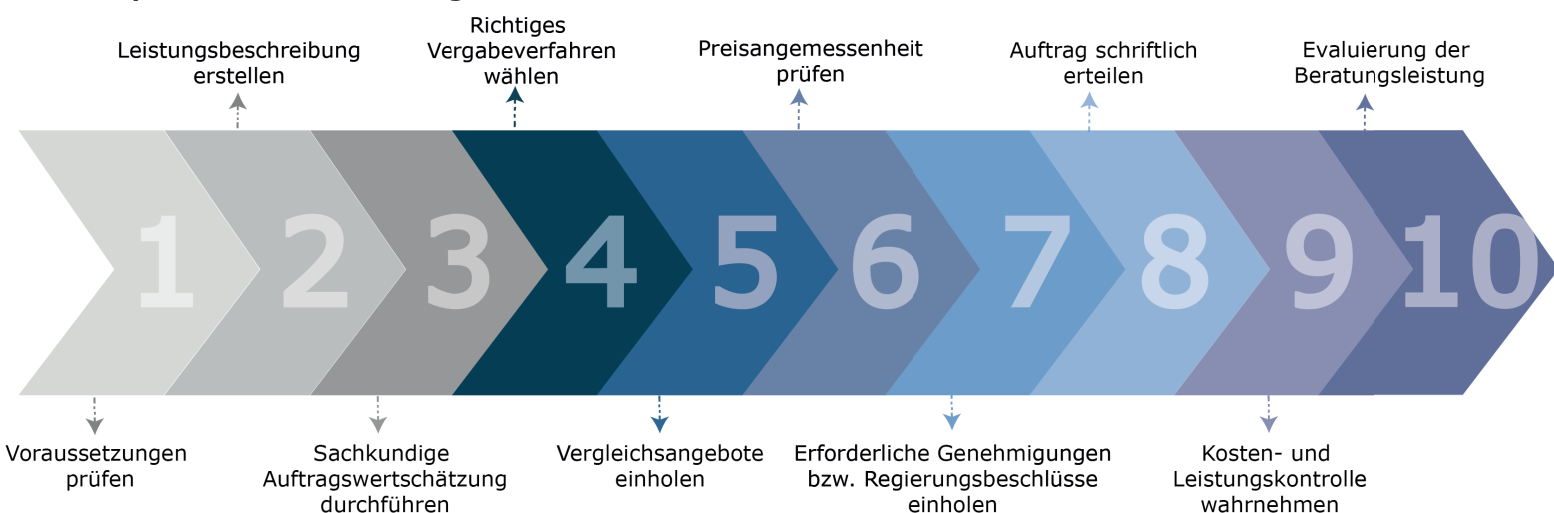 Leistungsbeschreibung
erstellen
Richtiges
Vergabeverfahren
wählen
Preisangemessenheit
prüfen
Auftrag schriftlich
erteilen
Evaluierung der
Beratungsleistung
1 2 3 4 5 6 7 8 9 10
Voraussetzungen
prüfen
Sachkundige
Auftragswertschätzung
durchführen
Vergleichsangebote
einholen
Erforderliche Genehmigungen
bzw. Regierungsbeschlüsse
einholen
Kosten- und
Leistungskontrolle
wahrnehmen